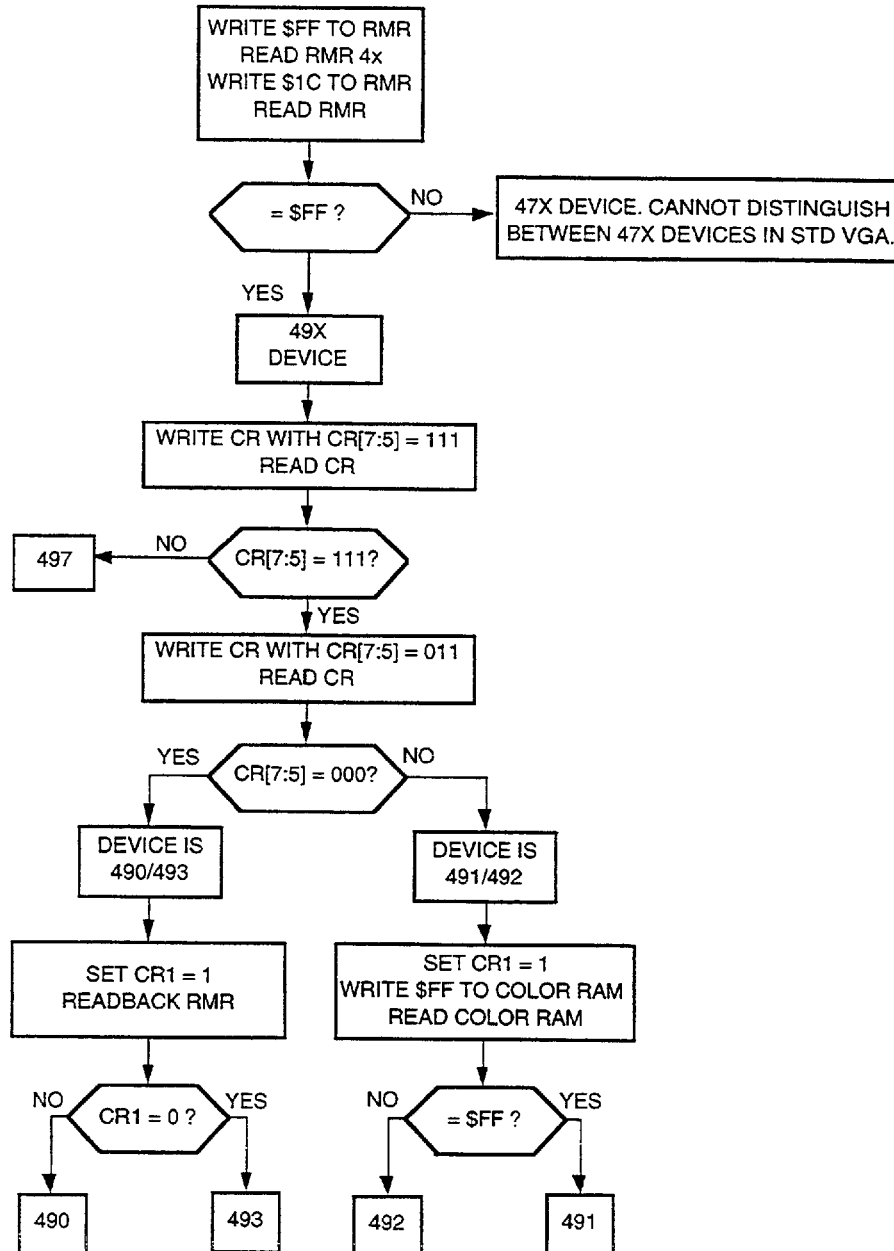 WRITE $FF TO RMR
READ RMR 4x
WRITE $1C TO RMR
READ RMR
= $FF ?
NO
47X DEVICE. CANNOT DISTINGUISH
BETWEEN 47X DEVICES IN STD VGA.
YES
49X
DEVICE
WRITE CR WITH CR[7:5] = 111
READ CR
CR[7:5] = 111?
NO
497
YES
WRITE CR WITH CR[7:5] = 011
READ CR
CR[7:5] = 000?
YES
NO
DEVICE IS
490/493
DEVICE IS
491/492
SET CR1 = 1
READBACK RMR
SET CR1 = 1
WRITE $FF TO COLOR RAM
READ COLOR RAM
NO
CR1 = 0 ?
YES
NO
= $FF ?
YES
490
493
492
491